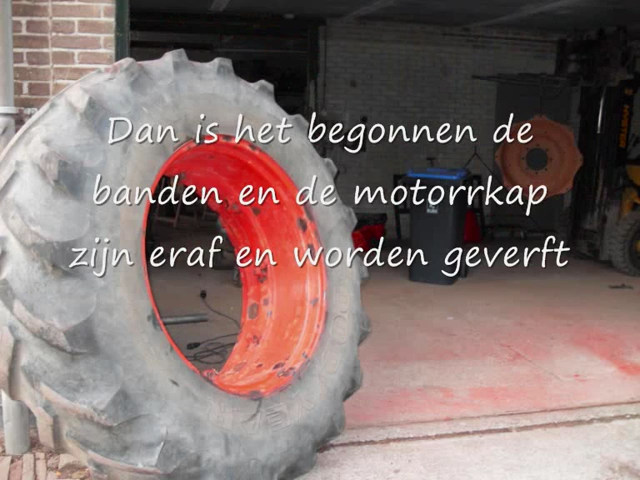 Dan is het begonnen de
banden en de motorrkap
zijn eraf en worden geverft